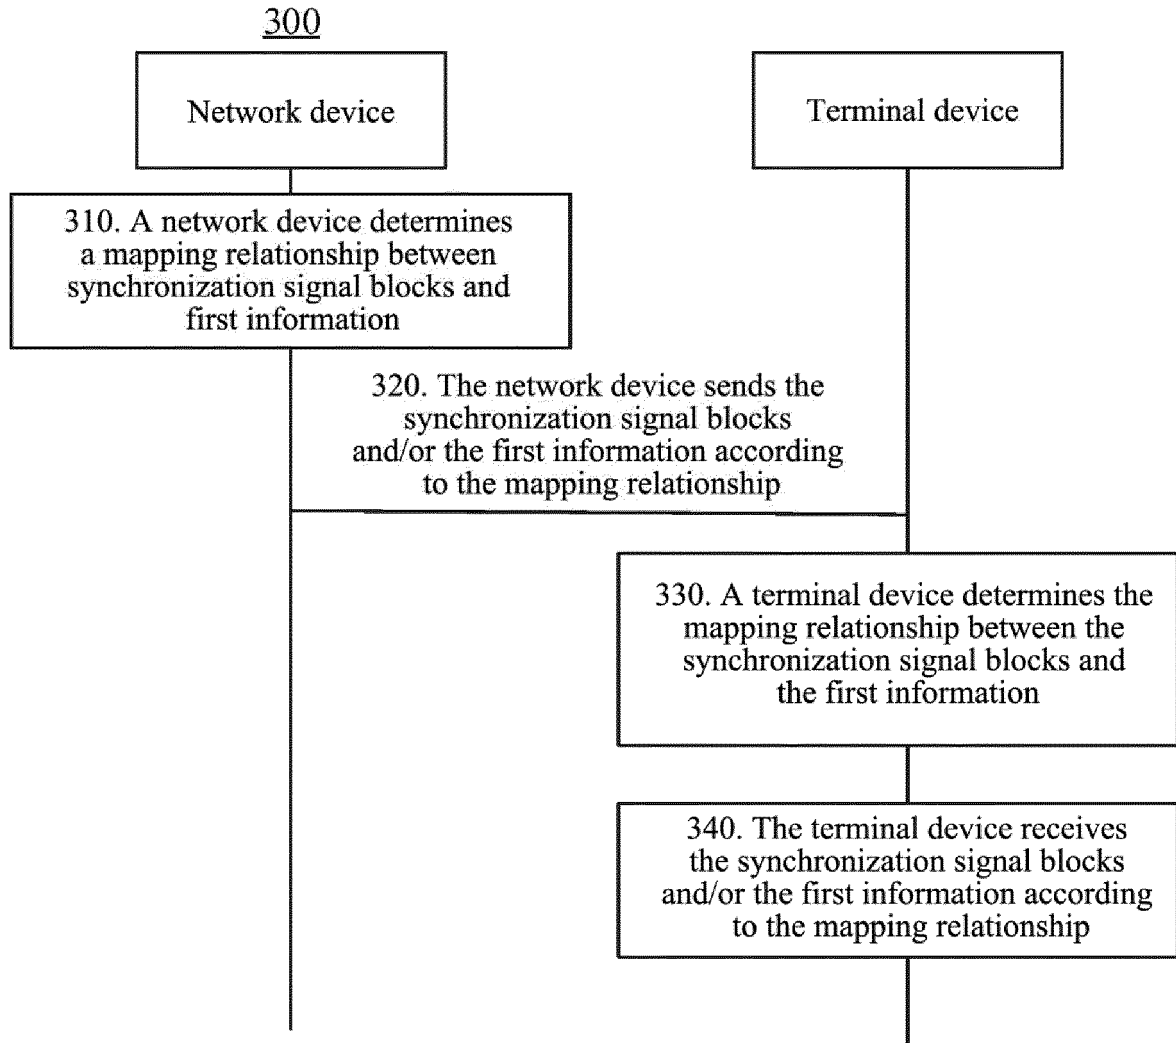 300
Network device
Terminal device
310. A network device determines
a mapping relationship between
synchronization signal blocks and
first information
320. The network device sends the
synchronization signal blocks
and/or the first information according
to the mapping relationship
330. A terminal device determines the
mapping relationship between the
synchronization signal blocks and
the first information
340. The terminal device receives
the synchronization signal blocks
and/or the first information according
to the mapping relationship